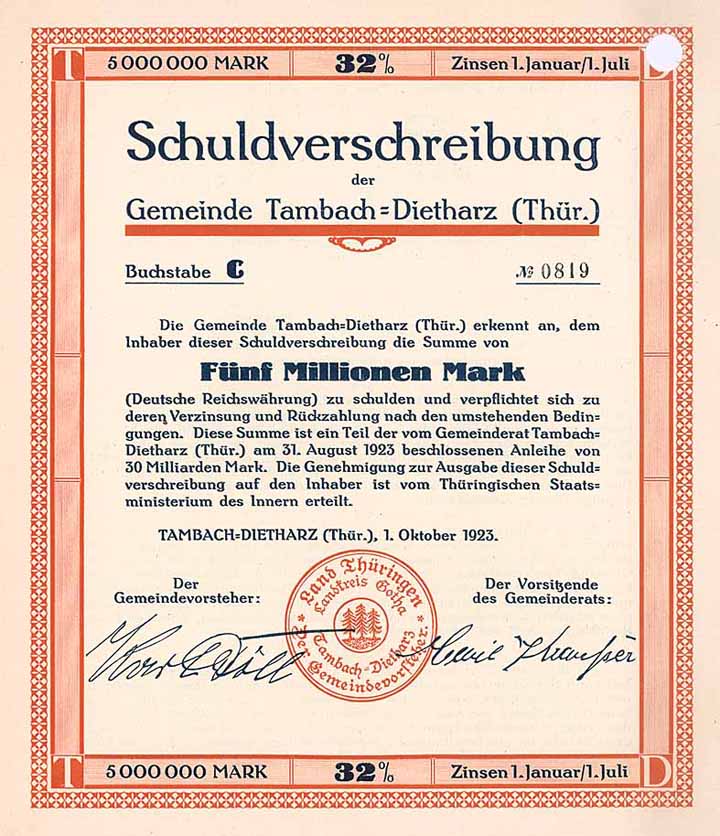 T 5 000 000 MARK 32% Zinsen 1. Januar/1. Juli D
Schuldverschreibung
der
Gemeinde Tambach=Dietharz (Thür.)
Buchstabe C № 0819
Die Gemeinde Tambach=Dietharz (Thür.) erkennt an, dem
Inhaber dieser Schuldverschreibung die Summe von
Fünf Millionen Mark
(Deutsche Reichswährung) zu schulden und verpflichtet sich zu
deren Verzinsung und Rückzahlung nach den umstehenden Bedin=
gungen. Diese Summe ist ein Teil der vom Gemeinderat Tambach=
Dietharz (Thür.) am 31. August 1923 beschlossenen Anleihe von
30 Milliarden Mark. Die Genehmigung zur Ausgabe dieser Schuld=
verschreibung auf den Inhaber ist vom Thüringischen Staats=
ministerium des Innern erteilt.
TAMBACH=DIETHARZ (Thür.), 1. Oktober 1923.
Der
Gemeindevorsteher:
Land Thüringen
Landkreis Gotha
Tambach=Dietharz
Der Gemeindevorsteher.
Der Vorsitzende
des Gemeinderats:
T 5 000 000 MARK 32% Zinsen 1. Januar/1. Juli D